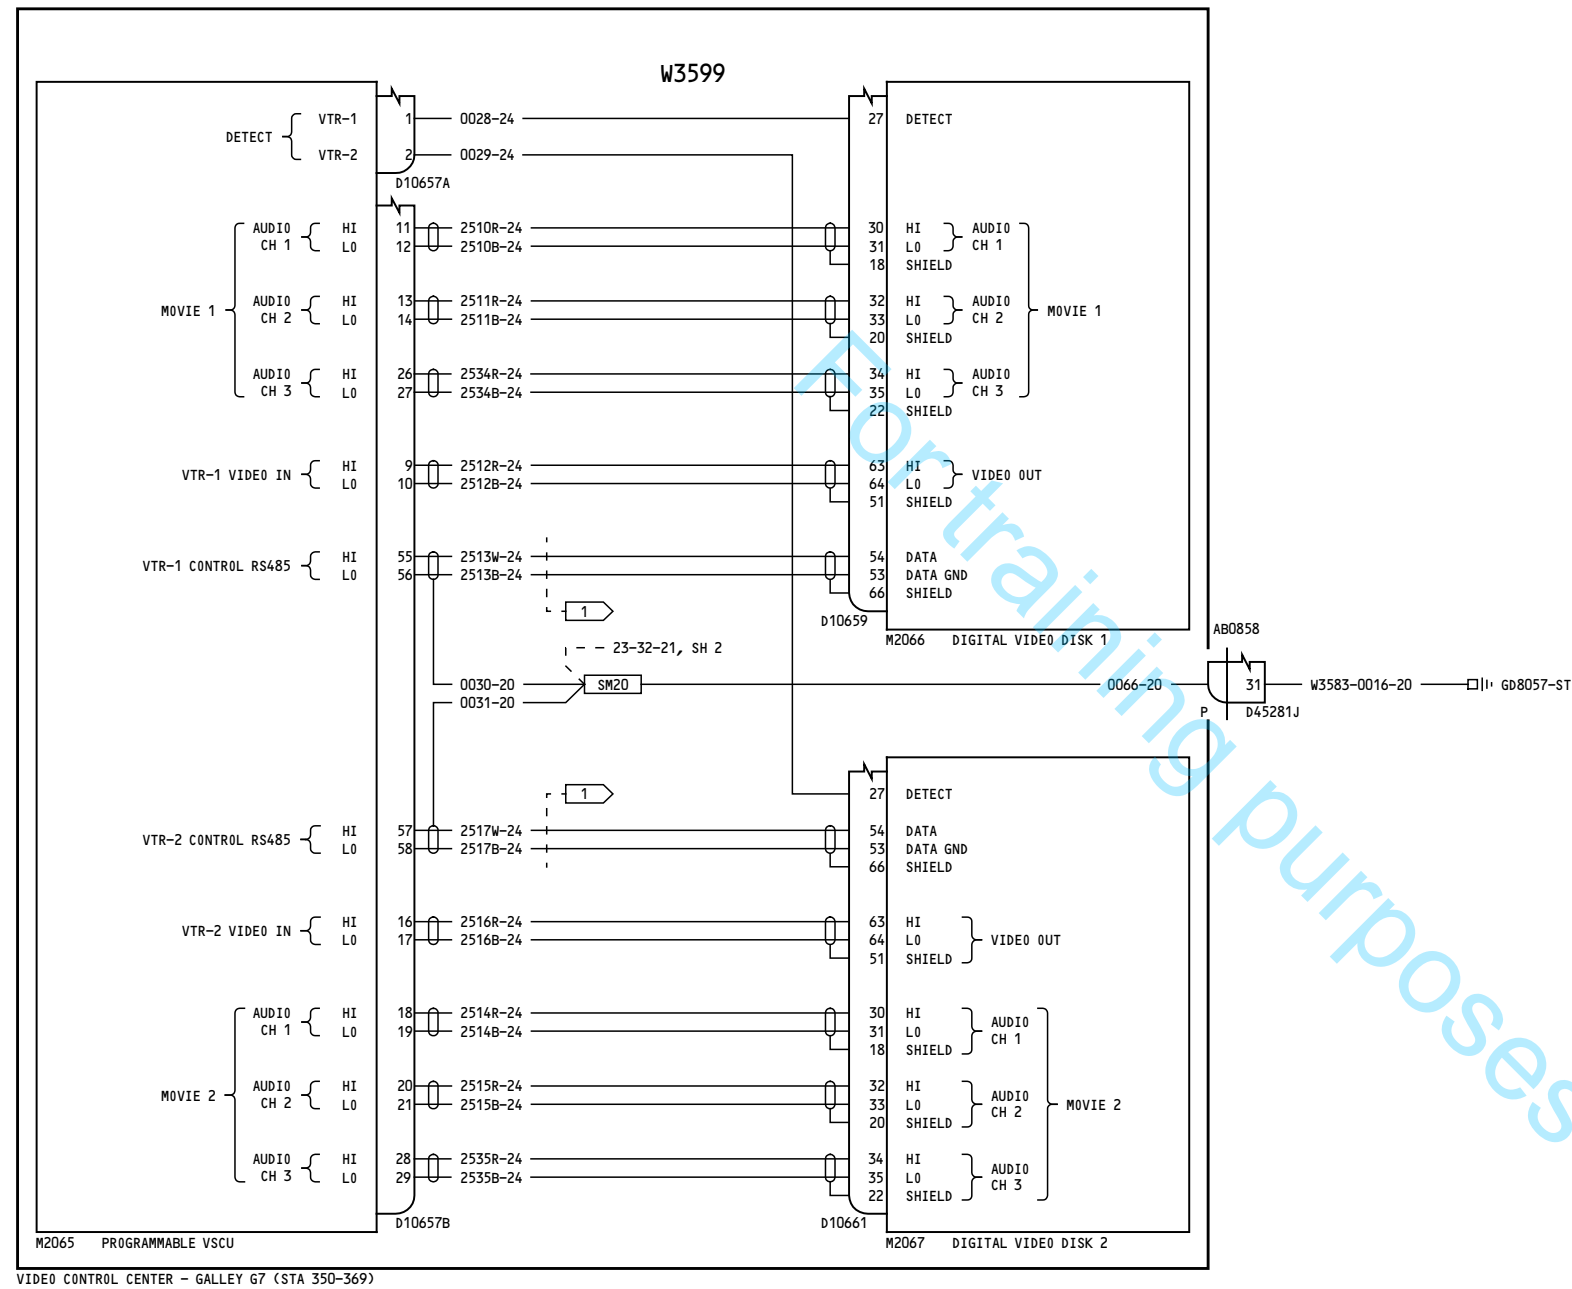 W3599
VTR-1 1 0028-24 27 DETECT
DETECT
VTR-2 2 0029-24
D10657A
AUDIO CH 1 HI 11 2510R-24 30 HI AUDIO CH 1
LO 12 2510B-24 31 LO
18 SHIELD
MOVIE 1 AUDIO CH 2 HI 13 2511R-24 32 HI AUDIO CH 2 MOVIE 1
LO 14 2511B-24 33 LO
20 SHIELD
AUDIO CH 3 HI 26 2534R-24 34 HI AUDIO CH 3
LO 27 2534B-24 35 LO
22 SHIELD
VTR-1 VIDEO IN HI 9 2512R-24 63 HI VIDEO OUT
LO 10 2512B-24 64 LO
51 SHIELD
VTR-1 CONTROL RS485 HI 55 2513W-24 54 DATA
LO 56 2513B-24 53 DATA GND
66 SHIELD
1
D10659
M2066 DIGITAL VIDEO DISK 1
AB0858
23-32-21, SH 2
0030-20 SM20 0066-20 31 W3583-0016-20 GD8057-ST
0031-20
P D45281J
1
27 DETECT
VTR-2 CONTROL RS485 HI 57 2517W-24 54 DATA
LO 58 2517B-24 53 DATA GND
66 SHIELD
VTR-2 VIDEO IN HI 16 2516R-24 63 HI VIDEO OUT
LO 17 2516B-24 64 LO
51 SHIELD
AUDIO CH 1 HI 18 2514R-24 30 HI AUDIO CH 1
LO 19 2514B-24 31 LO
18 SHIELD
MOVIE 2 AUDIO CH 2 HI 20 2515R-24 32 HI AUDIO CH 2 MOVIE 2
LO 21 2515B-24 33 LO
20 SHIELD
AUDIO CH 3 HI 28 2535R-24 34 HI AUDIO CH 3
LO 29 2535B-24 35 LO
22 SHIELD
D10657B D10661
M2065 PROGRAMMABLE VSCU M2067 DIGITAL VIDEO DISK 2
VIDEO CONTROL CENTER - GALLEY G7 (STA 350-369)
For training purposes